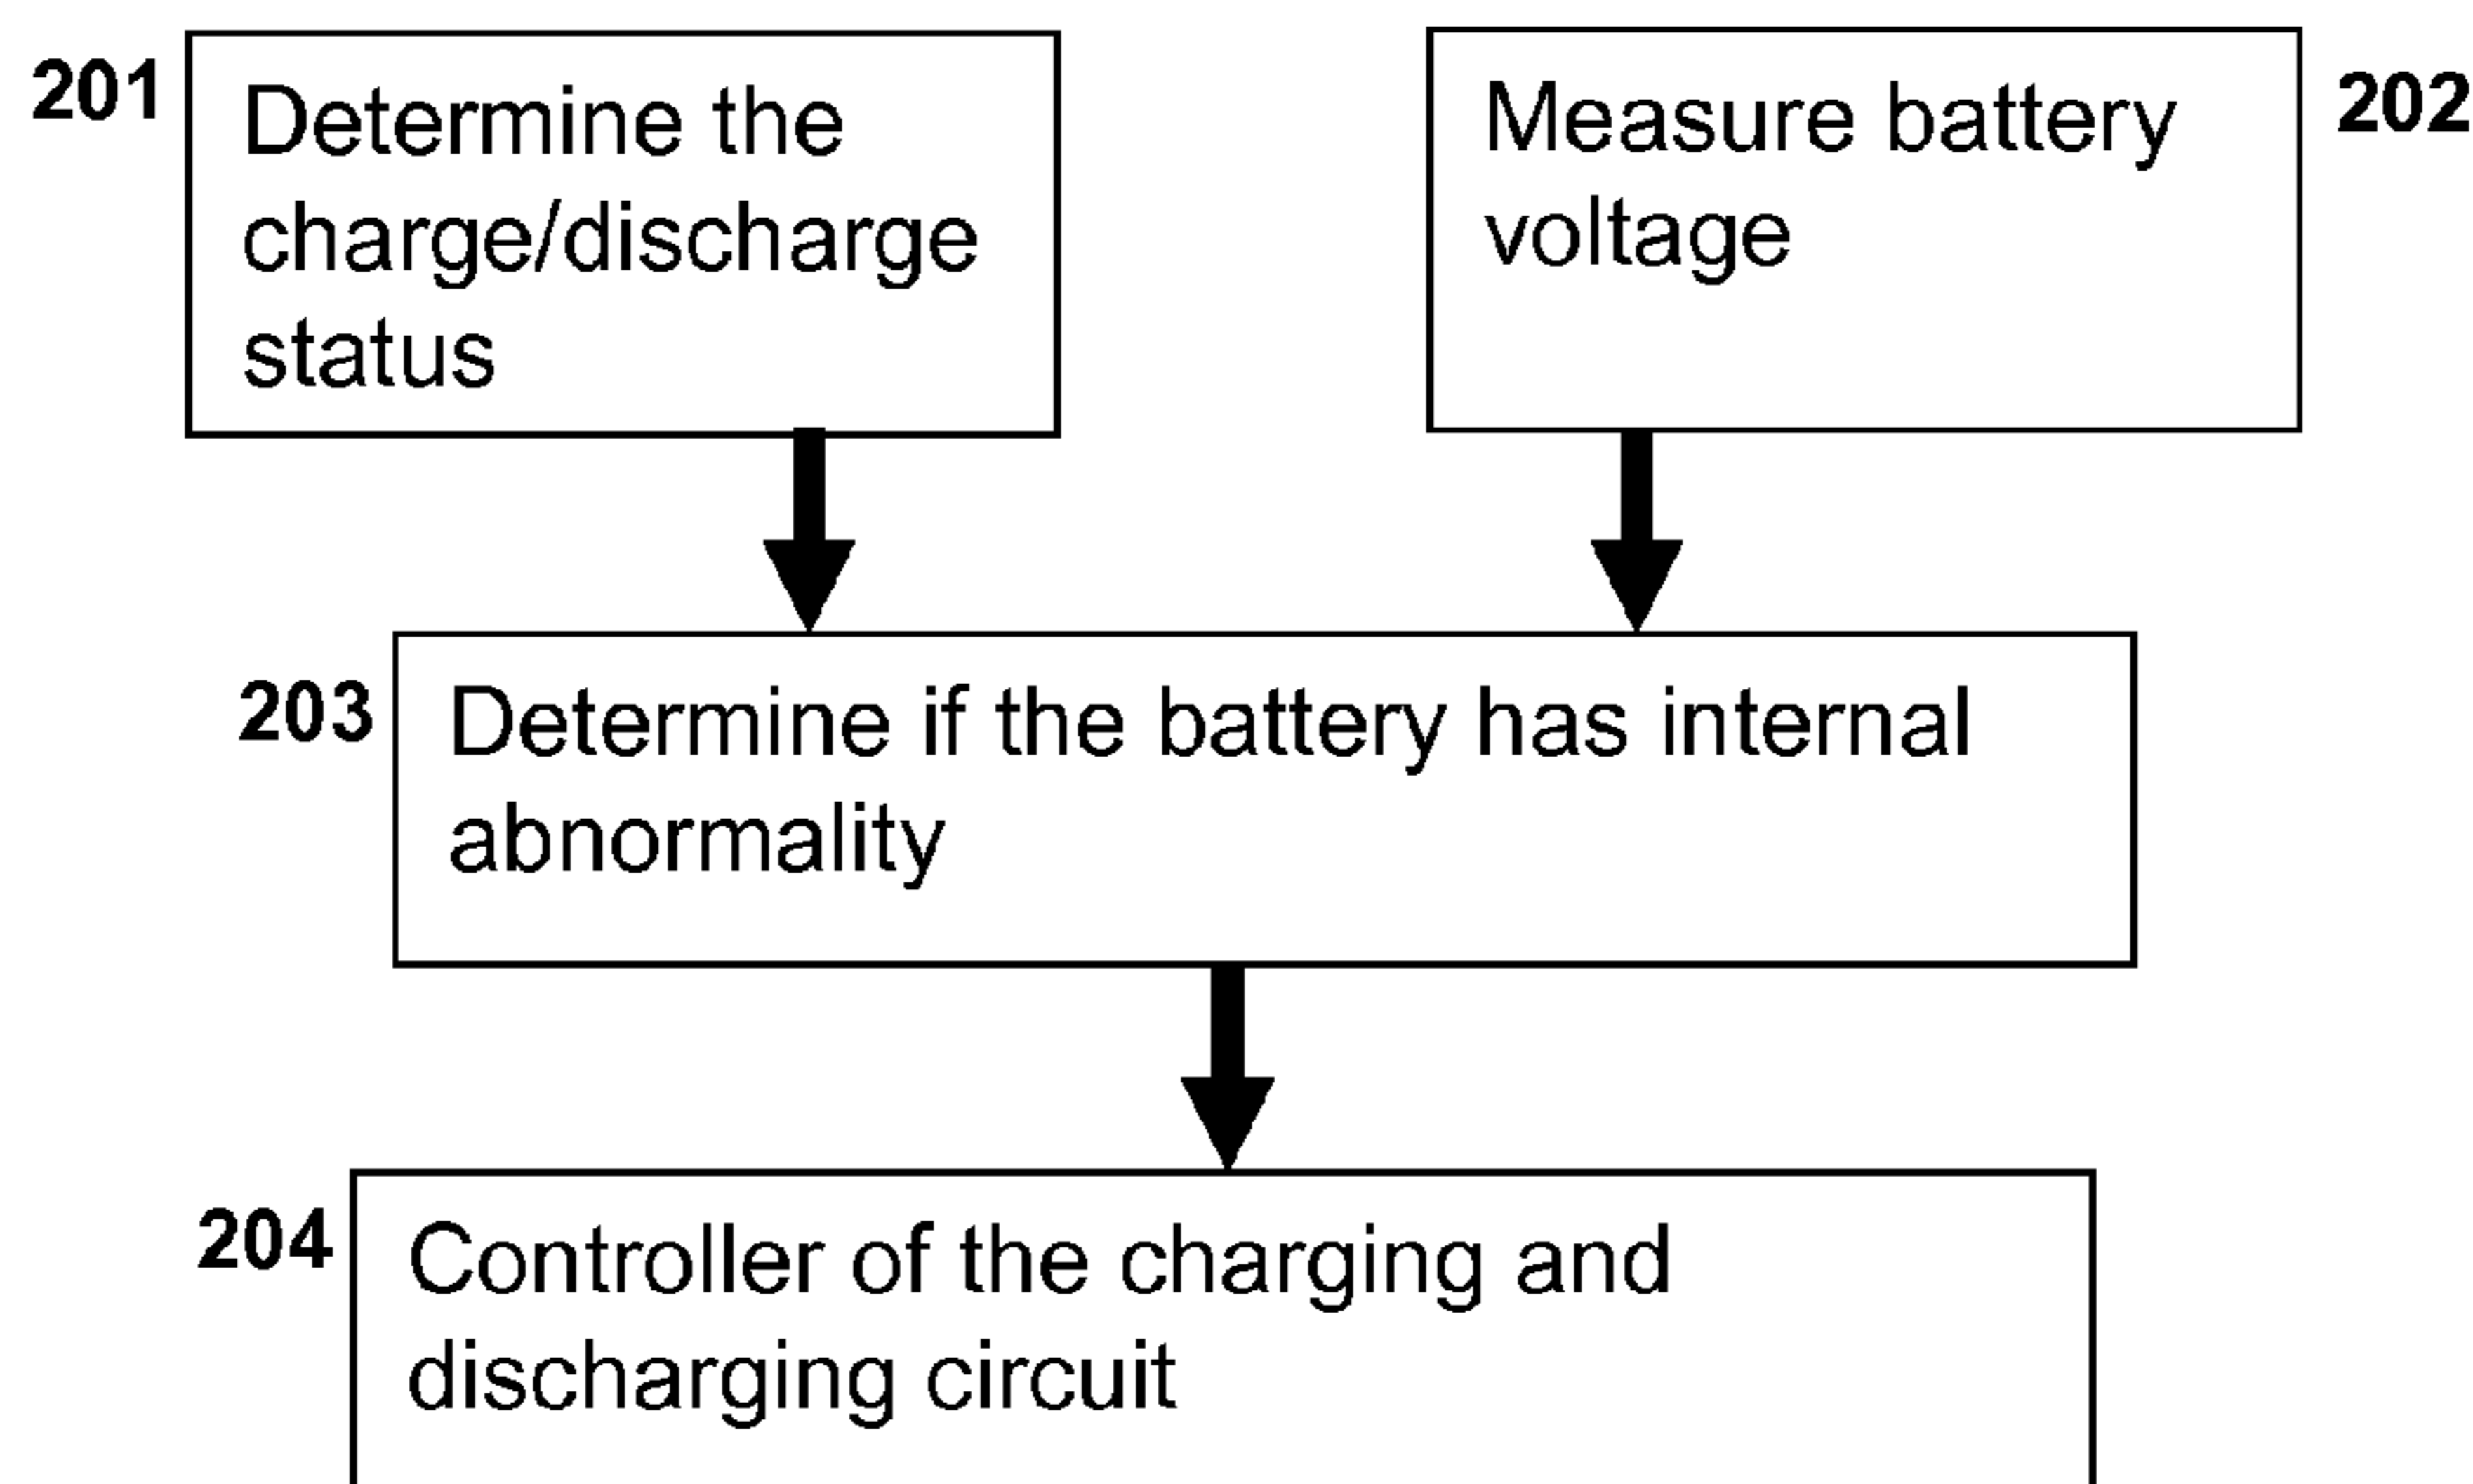 201
Determine the
charge/discharge
status
Measure battery
voltage
202
203
Determine if the battery has internal
abnormality
204
Controller of the charging and
discharging circuit